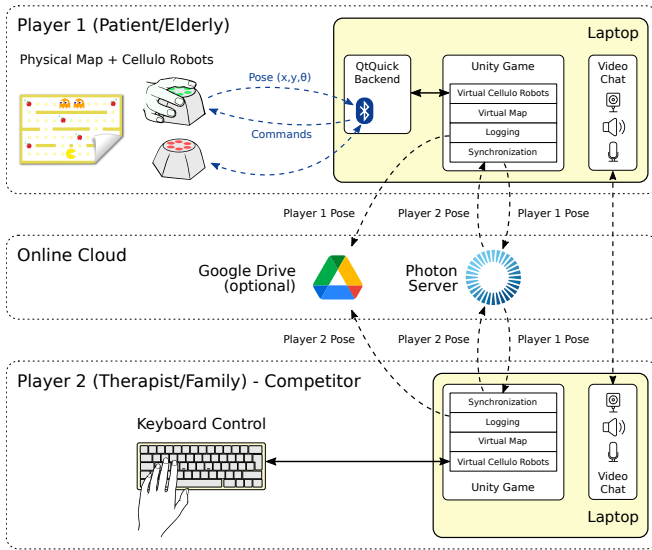 Player 1 (Patient/Elderly)
Laptop
Physical Map + Cellulo Robots
Pose (x,y,θ)
Commands
QtQuick
Backend
Unity Game
Virtual Cellulo Robots
Virtual Map
Logging
Synchronization
Video
Chat
Player 1 Pose
Player 2 Pose
Player 1 Pose
Online Cloud
Google Drive
(optional)
Photon
Server
Player 2 Pose
Player 2 Pose
Player 1 Pose
Player 2 (Therapist/Family) - Competitor
Keyboard Control
Synchronization
Logging
Virtual Map
Virtual Cellulo Robots
Unity Game
Video
Chat
Laptop